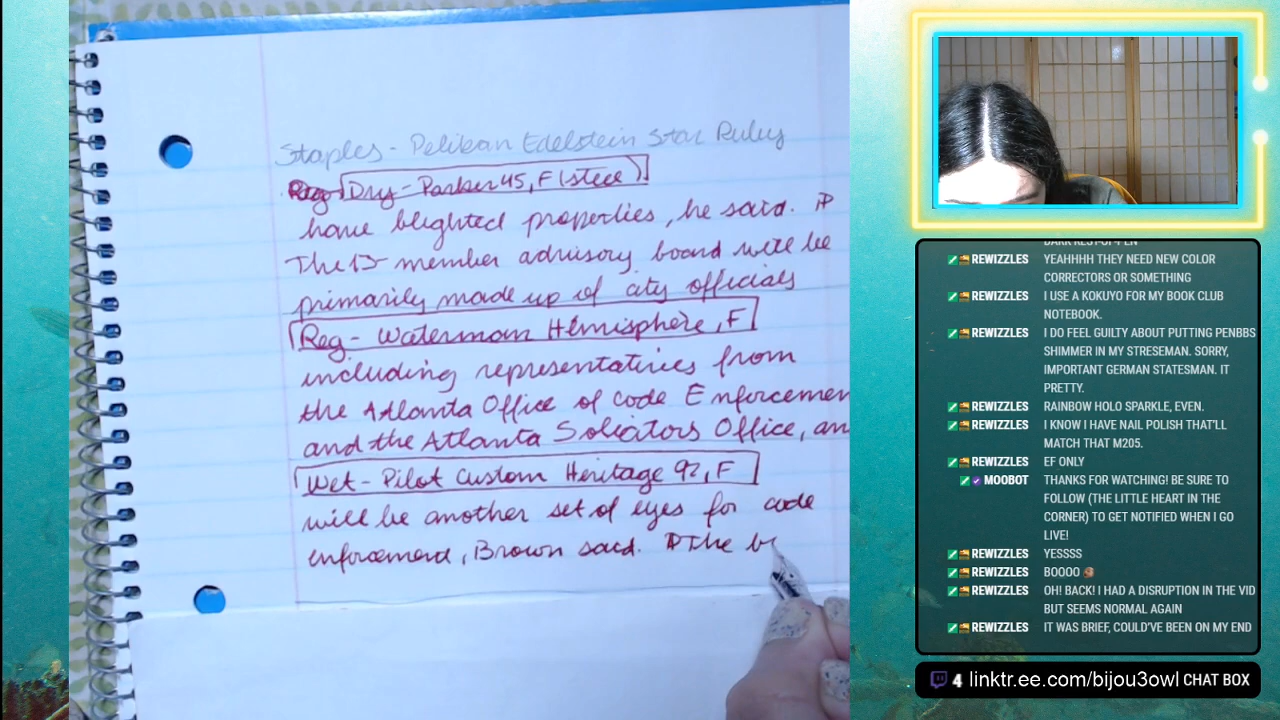 Staples - Pelikan Edelstein Star Ruby
Reg Dry - Parker 45, F (steel)
have blighted properties, he said. ¶
The 13-member advisory board will be
primarily made up of city officials
Reg - Waterman Hémisphère, F
including representatives from
the Atlanta Office of Code Enforcemen
and the Atlanta Solicitors Office, an
Wet - Pilot Custom Heritage 92, F
will be another set of eyes for code
enforcement, Brown said. ¶ The b
DARK REST OF 4 EN
REWIZZLES YEAHHHH THEY NEED NEW COLOR
CORRECTORS OR SOMETHING
REWIZZLES I USE A KOKUYO FOR MY BOOK CLUB
NOTEBOOK.
REWIZZLES I DO FEEL GUILTY ABOUT PUTTING PENBBS
SHIMMER IN MY STRESEMAN. SORRY,
IMPORTANT GERMAN STATESMAN. IT
PRETTY.
REWIZZLES RAINBOW HOLO SPARKLE, EVEN.
REWIZZLES I KNOW I HAVE NAIL POLISH THAT'LL
MATCH THAT M205.
REWIZZLES EF ONLY
MOOBOT THANKS FOR WATCHING! BE SURE TO
FOLLOW (THE LITTLE HEART IN THE
CORNER) TO GET NOTIFIED WHEN I GO
LIVE!
REWIZZLES YESSSS
REWIZZLES BOOOO
REWIZZLES OH! BACK! I HAD A DISRUPTION IN THE VID
BUT SEEMS NORMAL AGAIN
REWIZZLES IT WAS BRIEF, COULD'VE BEEN ON MY END
4 linktr.ee.com/bijou3owl CHAT BOX